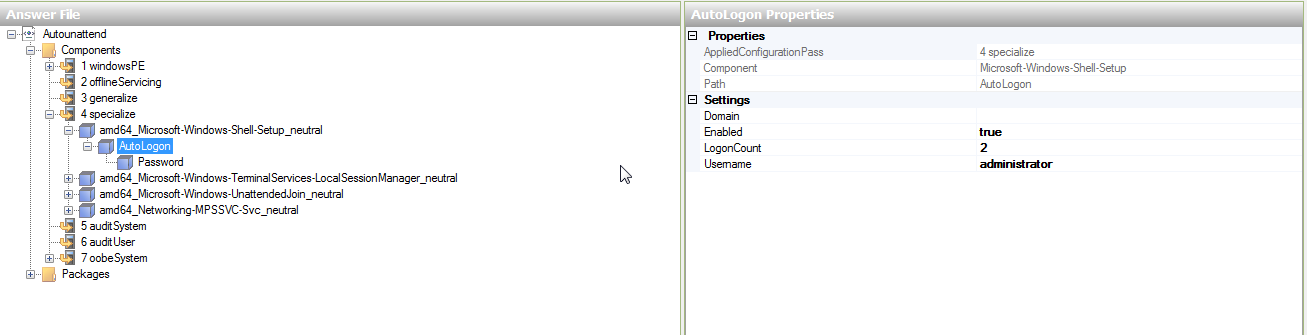 Answer File
Autounattend
Components
1 windowsPE
2 offlineServicing
3 generalize
4 specialize
amd64_Microsoft-Windows-Shell-Setup_neutral
AutoLogon
Password
amd64_Microsoft-Windows-TerminalServices-LocalSessionManager_neutral
amd64_Microsoft-Windows-UnattendedJoin_neutral
amd64_Networking-MPSSVC-Svc_neutral
5 auditSystem
6 auditUser
7 oobeSystem
Packages
AutoLogon Properties
Properties
AppliedConfigurationPass 4 specialize
Component Microsoft-Windows-Shell-Setup
Path AutoLogon
Settings
Domain
Enabled true
LogonCount 2
Username administrator